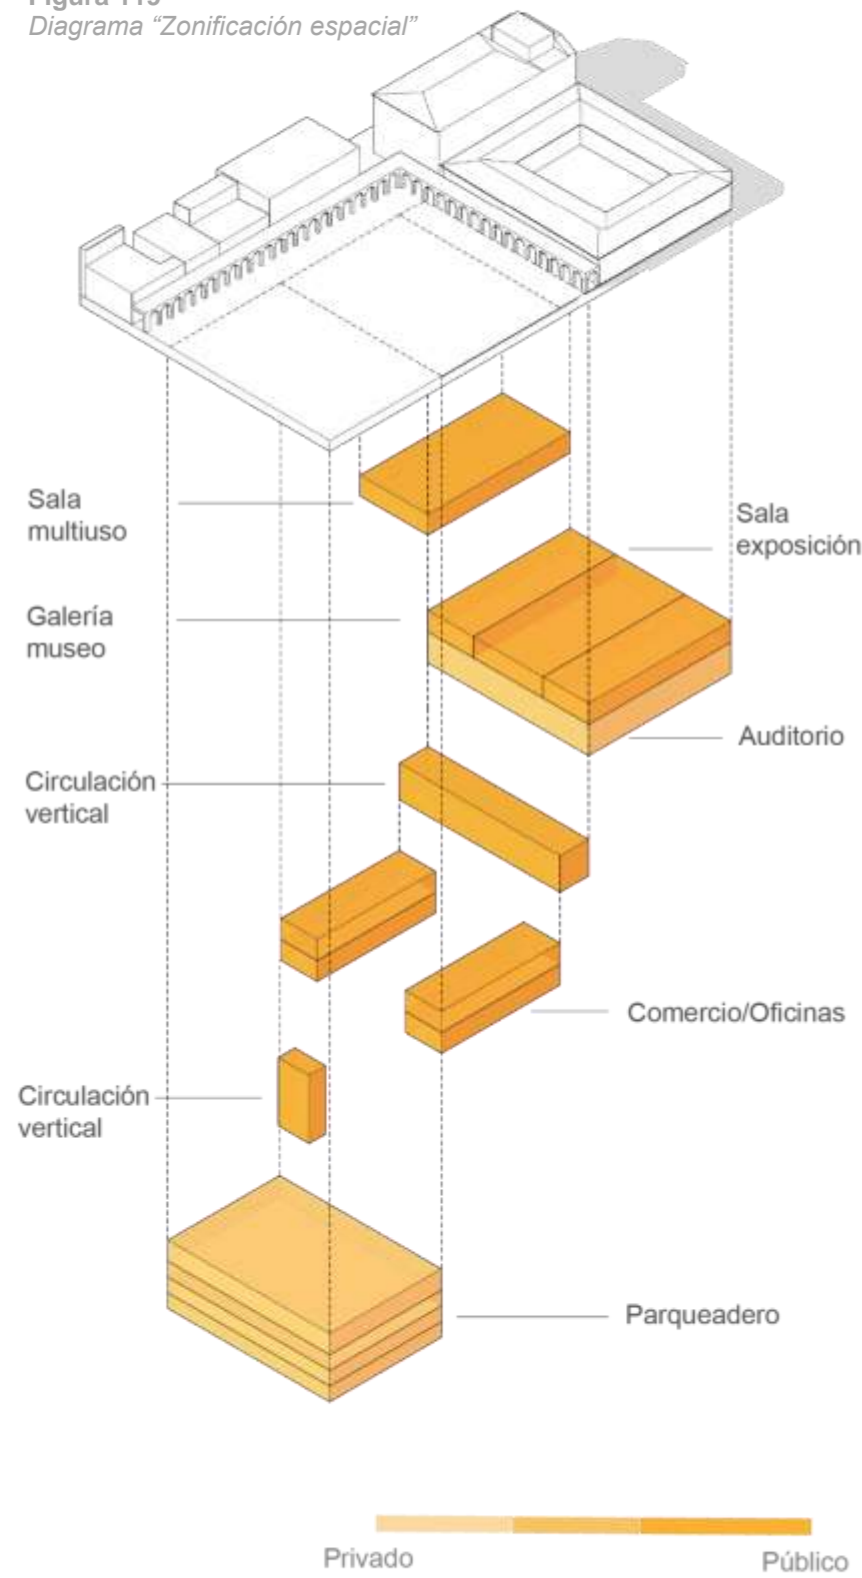 Diagrama “Zonificación espacial”
Sala
multiuso
Sala
exposición
Galería
museo
Auditorio
Circulación
vertical
Comercio/Oficinas
Circulación
vertical
Parqueadero
Privado
Público